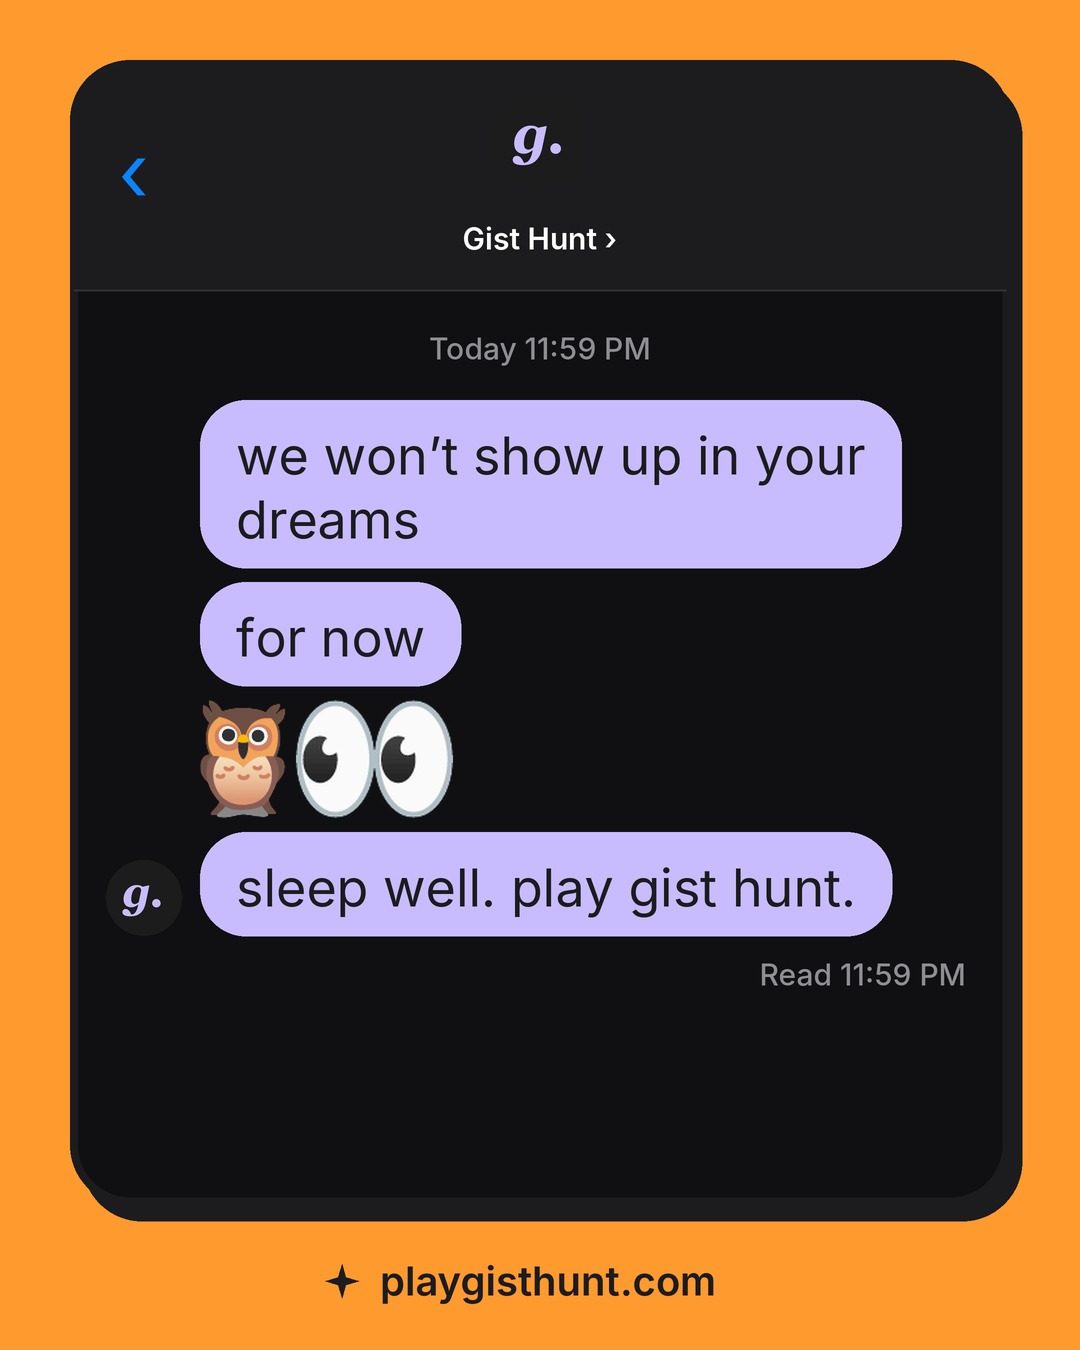 g.
Gist Hunt ›
Today 11:59 PM
we won’t show up in your
dreams
for now
🦉👀
g.
sleep well. play gist hunt.
Read 11:59 PM
playgisthunt.com